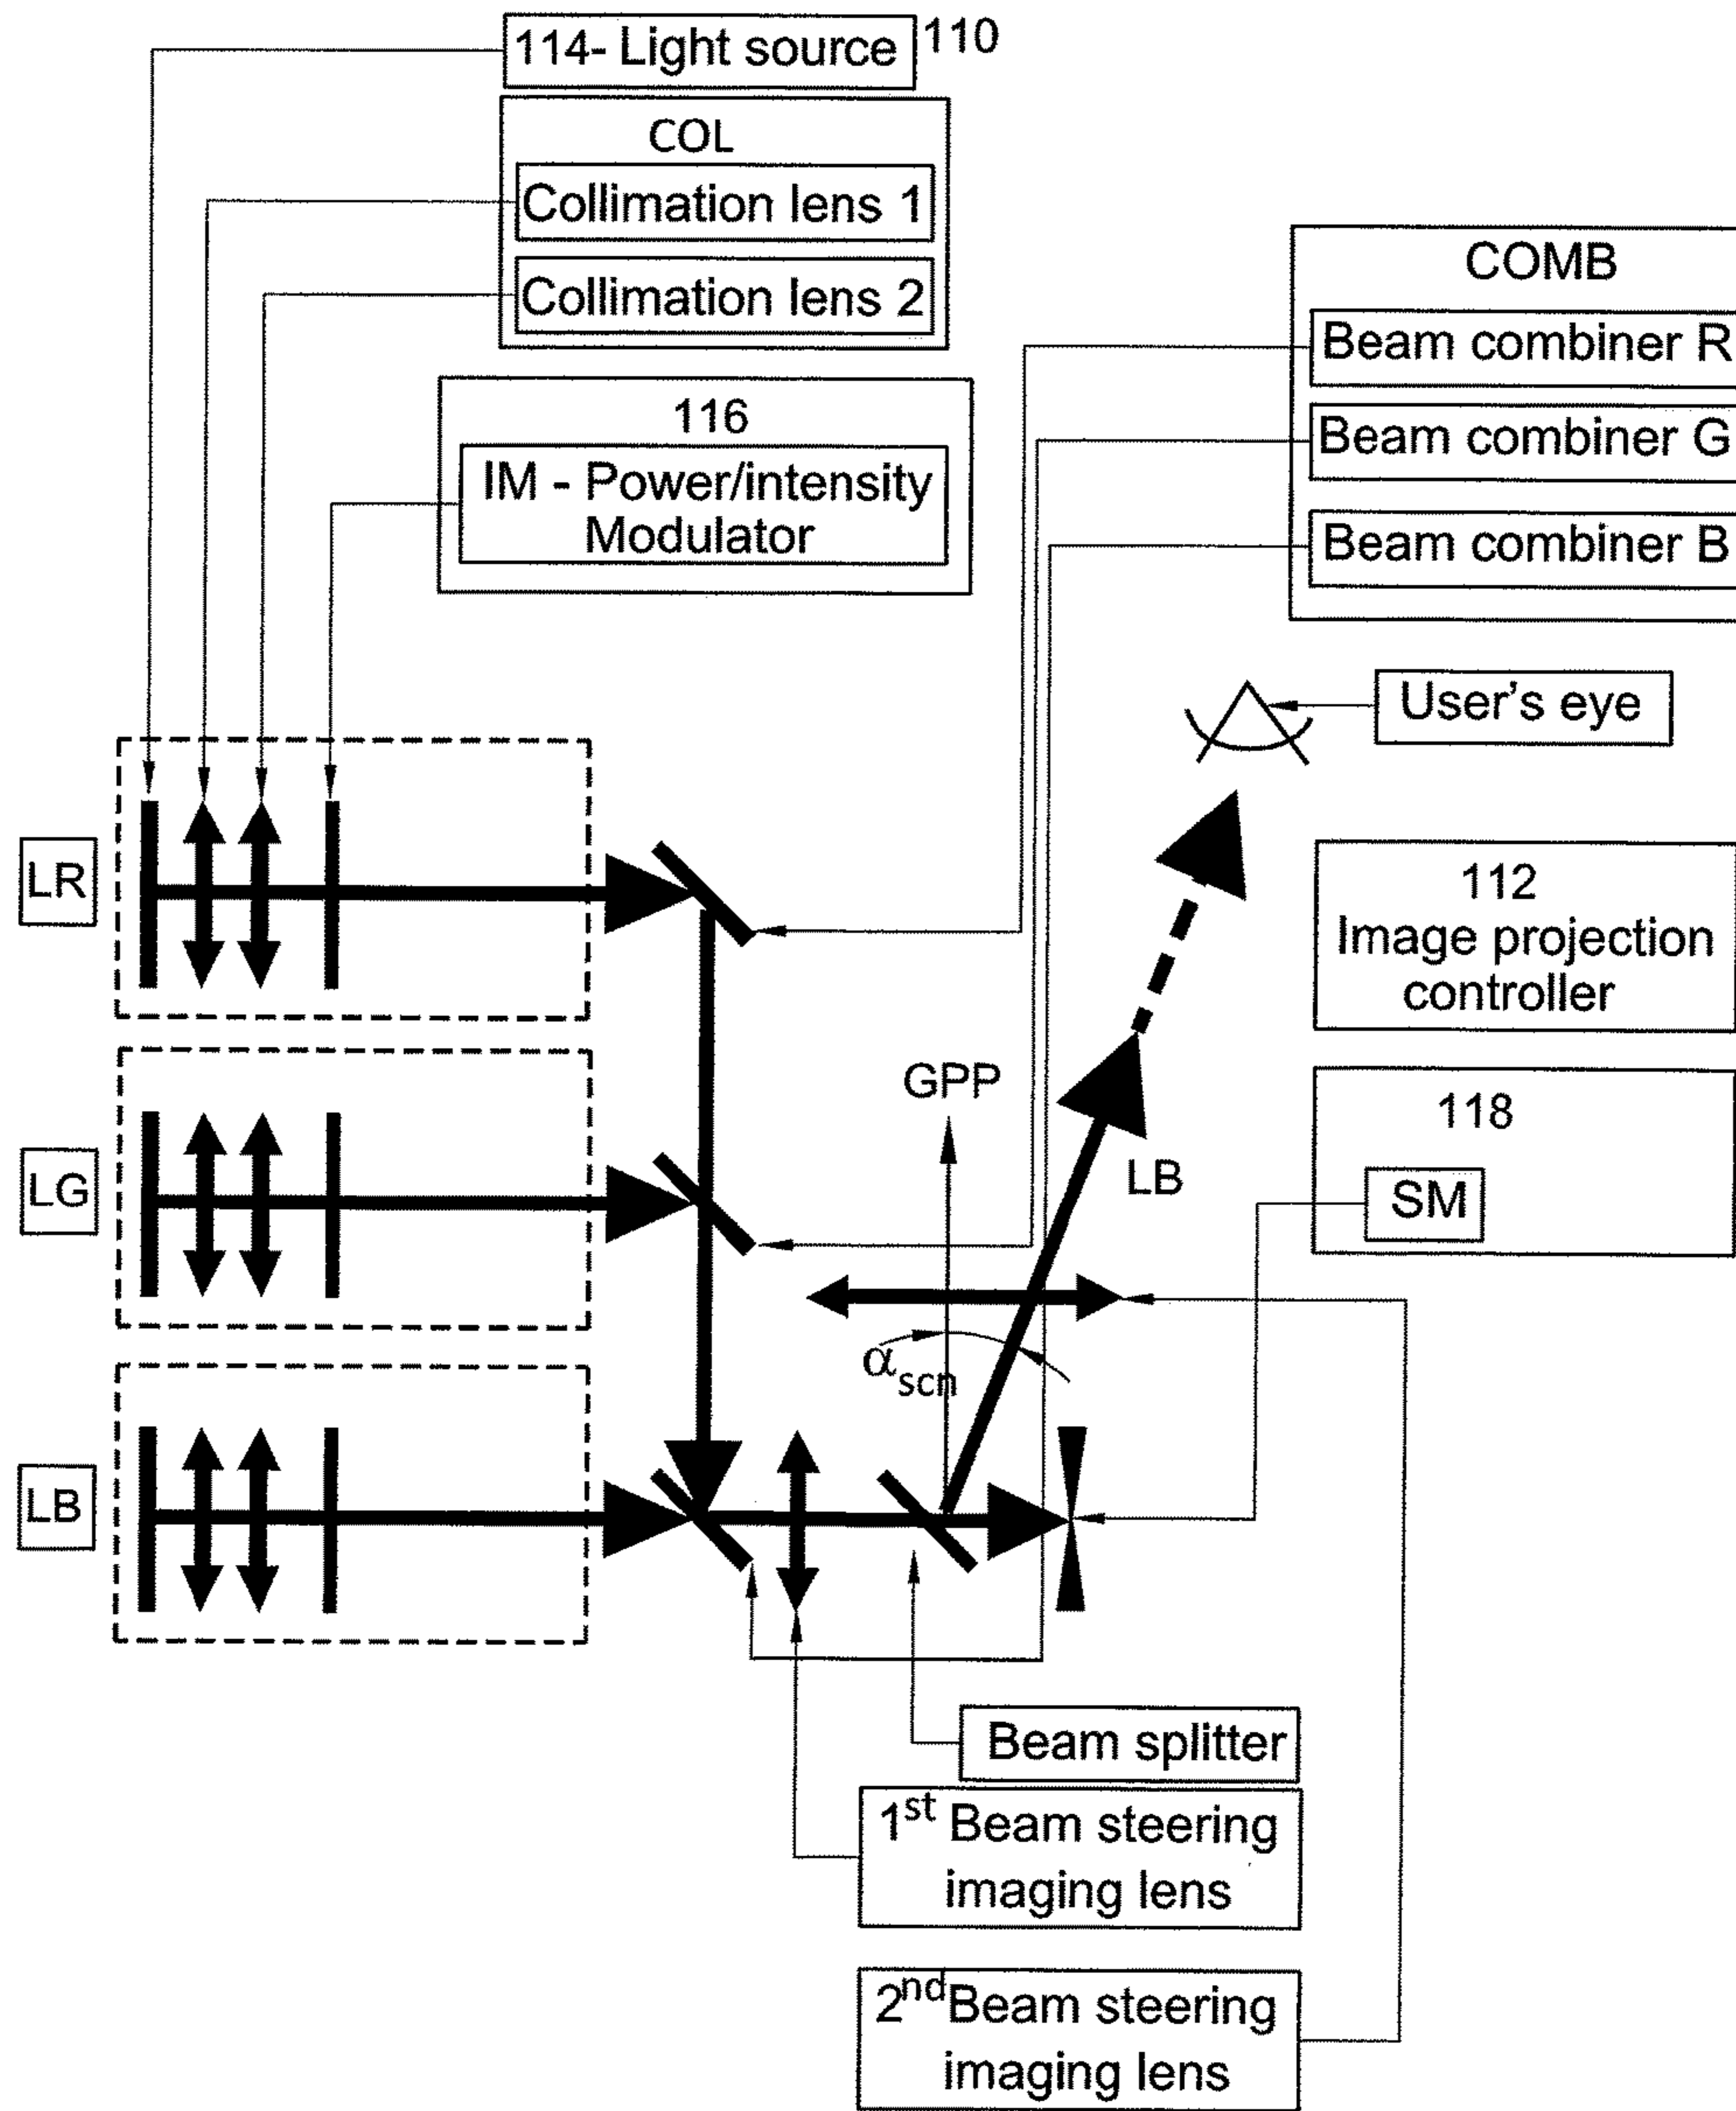 114- Light source
110
COL
Collimation lens 1
Collimation lens 2
116
IM - Power/intensity
Modulator
COMB
Beam combiner R
Beam combiner G
Beam combiner B
User's eye
LR
112
Image projection
controller
GPP
118
LG
LB
SM
αscn
LB
Beam splitter
1st Beam steering
imaging lens
2nd Beam steering
imaging lens